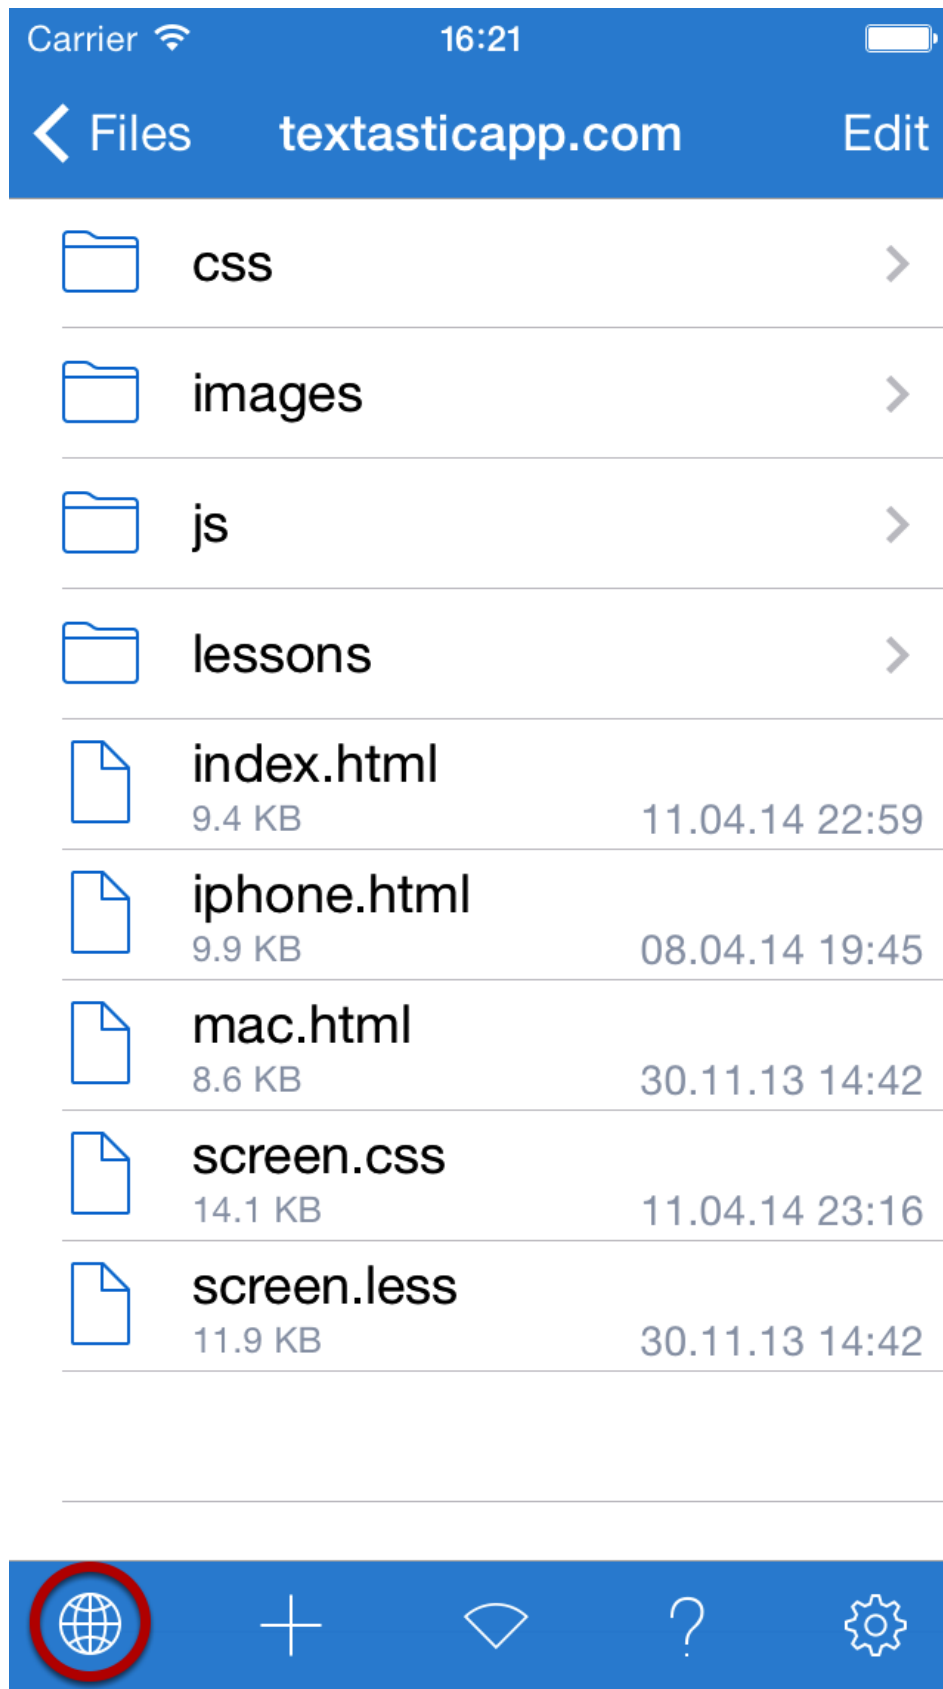 Carrier 16:21
Files textasticapp.com Edit
css
images
js
lessons
index.html
9.4 KB 11.04.14 22:59
iphone.html
9.9 KB 08.04.14 19:45
mac.html
8.6 KB 30.11.13 14:42
screen.css
14.1 KB 11.04.14 23:16
screen.less
11.9 KB 30.11.13 14:42
?